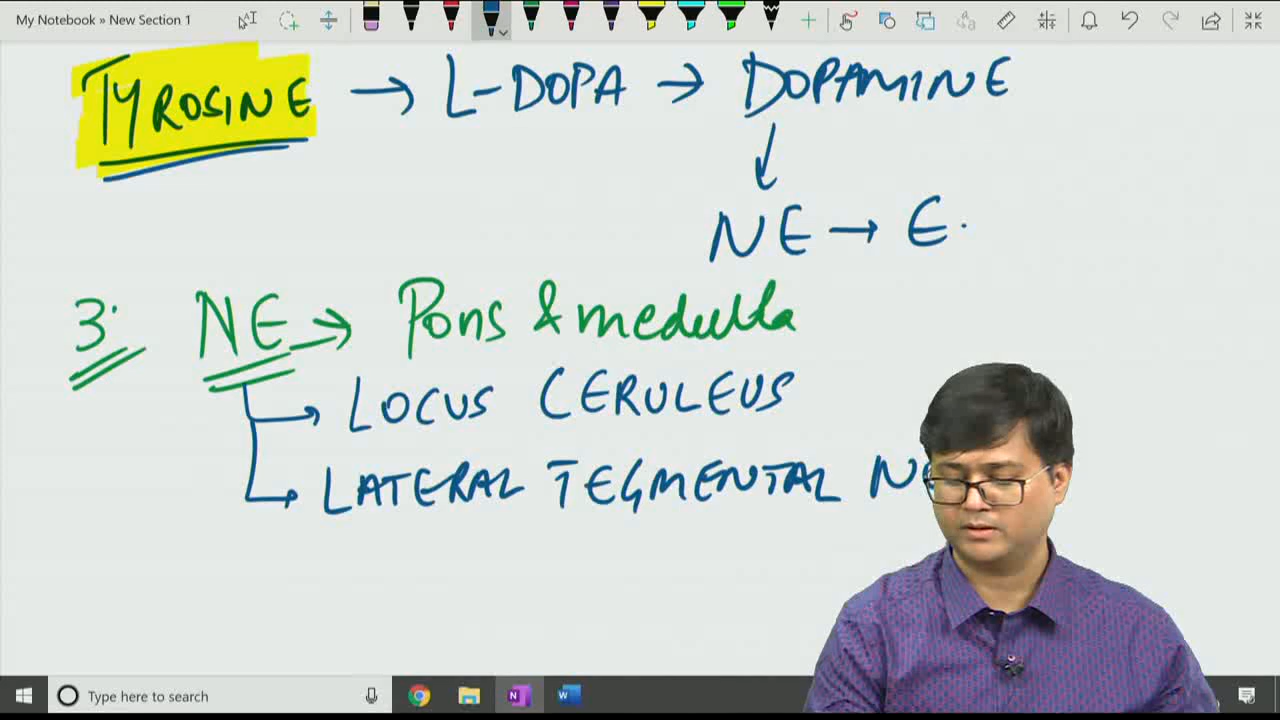 My Notebook » New Section 1
TYROSINE → L-DOPA → DOPAMINE
↓
NE → E.
3. NE → Pons & medulla
→ LOCUS CERULEUS
→ LATERAL TEGMENTAL
Type here to search